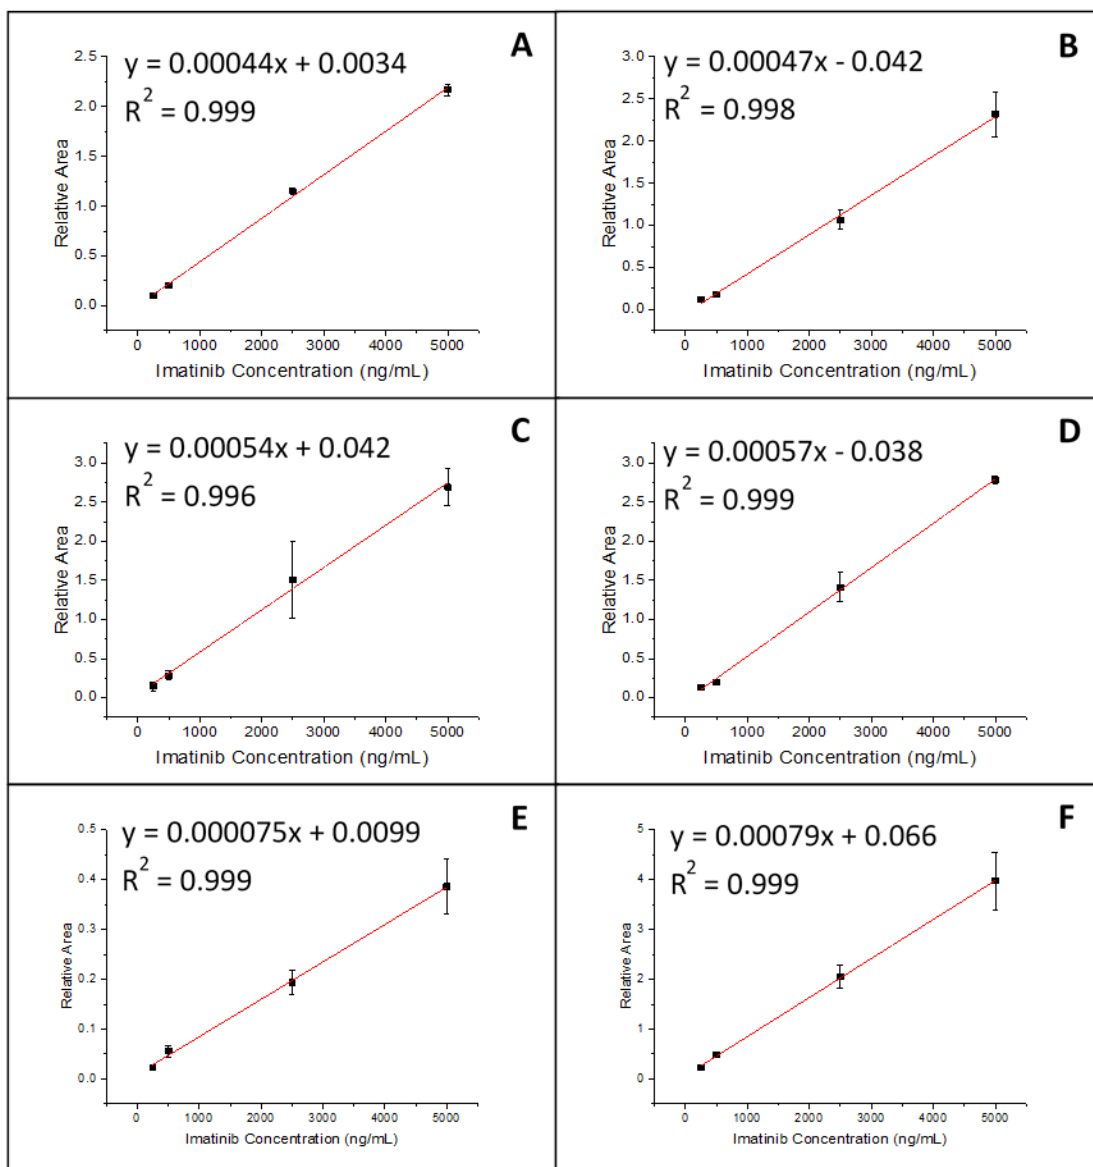 A
y = 0.00044x + 0.0034
R² = 0.999
2.5
2.0
1.5
1.0
0.5
0.0
Relative Area
0 1000 2000 3000 4000 5000
Imatinib Concentration (ng/mL)
B
y = 0.00047x - 0.042
R² = 0.998
3.0
2.5
2.0
1.5
1.0
0.5
0.0
Relative Area
0 1000 2000 3000 4000 5000
Imatinib Concentration (ng/mL)
C
y = 0.00054x + 0.042
R² = 0.996
3.0
2.5
2.0
1.5
1.0
0.5
0.0
Relative Area
0 1000 2000 3000 4000 5000
Imatinib Concentration (ng/mL)
D
y = 0.00057x - 0.038
R² = 0.999
3.0
2.5
2.0
1.5
1.0
0.5
0.0
Relative Area
0 1000 2000 3000 4000 5000
Imatinib Concentration (ng/mL)
E
y = 0.000075x + 0.0099
R² = 0.999
0.5
0.4
0.3
0.2
0.1
0.0
Relative Area
0 1000 2000 3000 4000 5000
Imatinib Concentration (ng/mL)
F
y = 0.00079x + 0.066
R² = 0.999
5
4
3
2
1
0
Relative Area
0 1000 2000 3000 4000 5000
Imatinib Concentration (ng/mL)